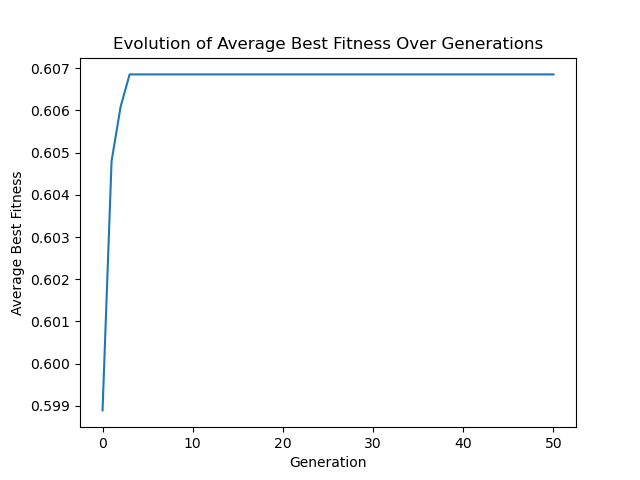 Evolution of Average Best Fitness Over Generations
0.607
0.606
0.605
0.604
0.603
0.602
0.601
0.600
0.599
Average Best Fitness
0 10 20 30 40 50
Generation